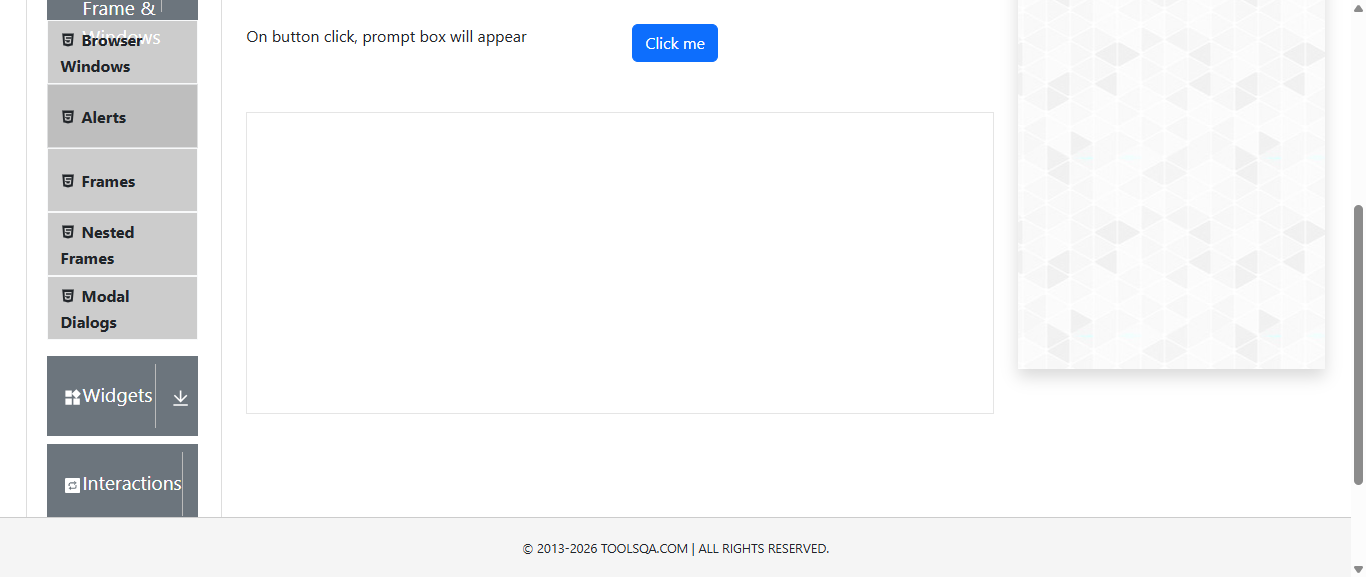 Frame &
Windows
Browser
Windows
Alerts
Frames
Nested
Frames
Modal
Dialogs
Widgets
Interactions
On button click, prompt box will appear
Click me
© 2013-2026 TOOLSQA.COM | ALL RIGHTS RESERVED.